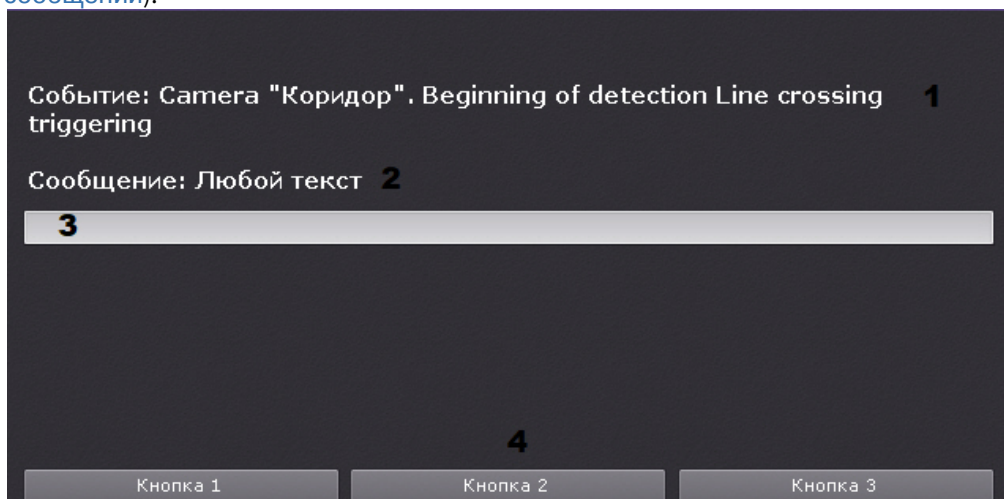 сообщений).
Событие: Camera "Коридор". Beginning of detection Line crossing 1
triggering
Сообщение: Любой текст 2
3
4
Кнопка 1 Кнопка 2 Кнопка 3